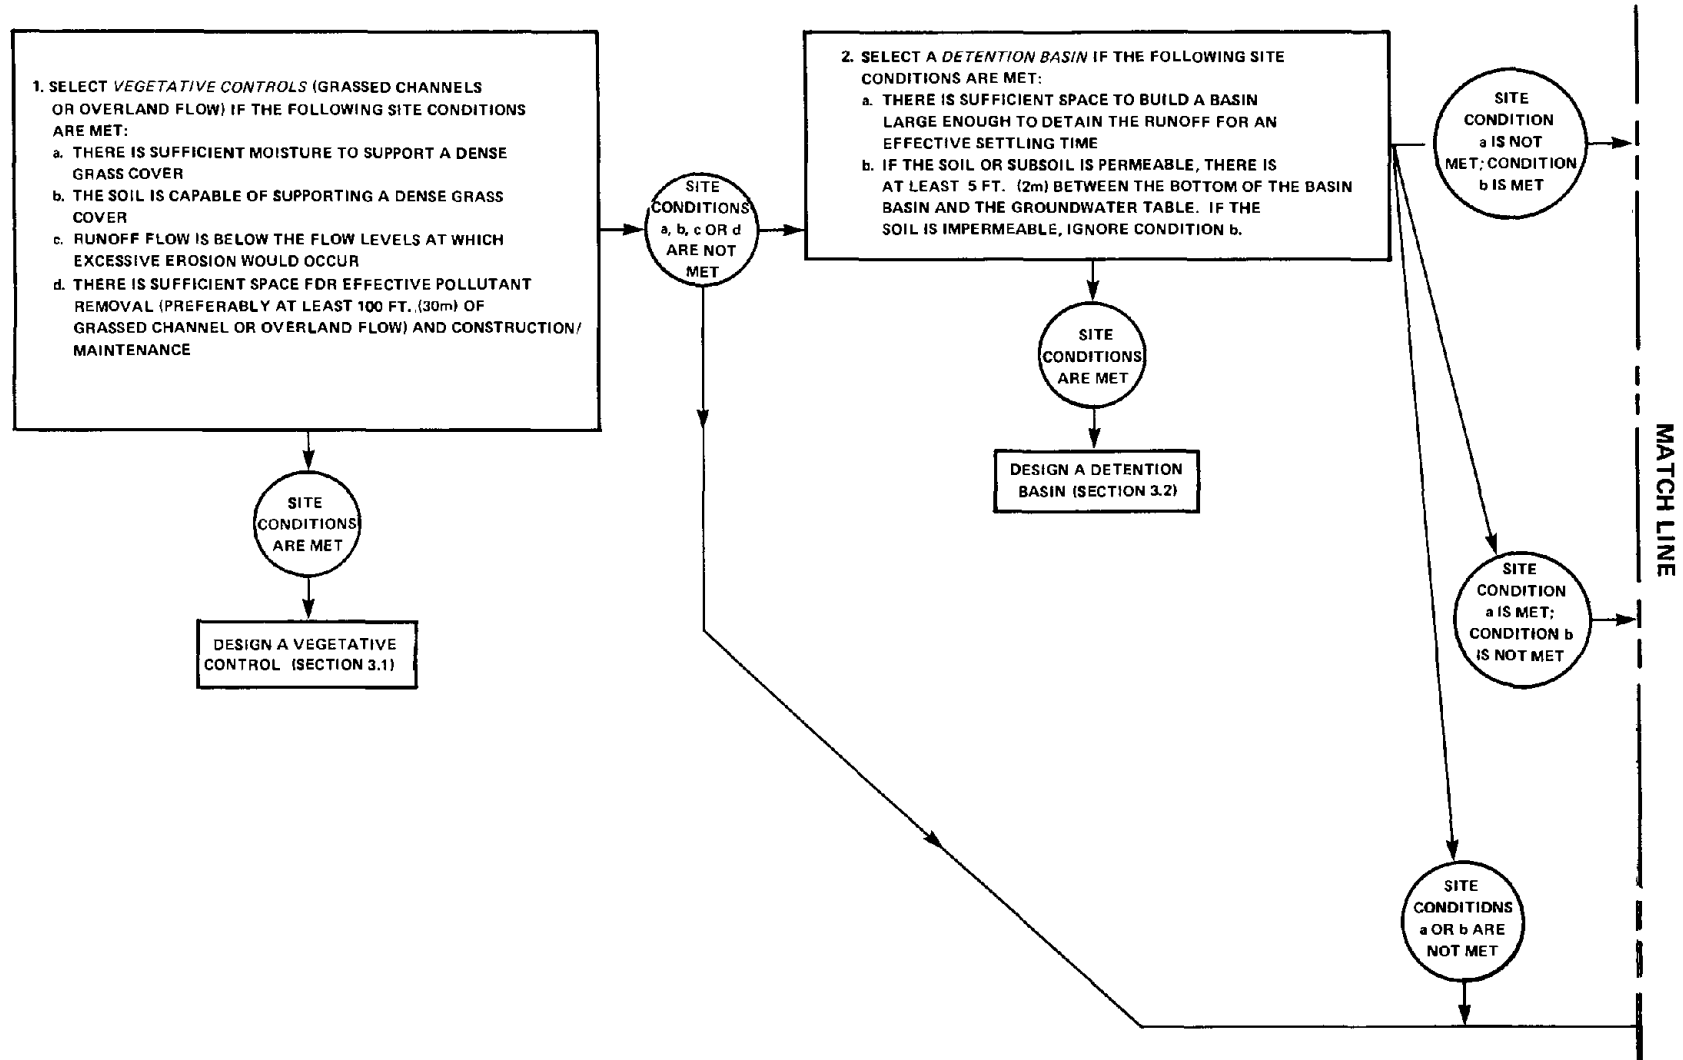 1. SELECT VEGETATIVE CONTROLS (GRASSED CHANNELS
OR OVERLAND FLOW) IF THE FOLLOWING SITE CONDITIONS
ARE MET:
a. THERE IS SUFFICIENT MOISTURE TO SUPPORT A DENSE
GRASS COVER
b. THE SOIL IS CAPABLE OF SUPPORTING A DENSE GRASS
COVER
c. RUNOFF FLOW IS BELOW THE FLOW LEVELS AT WHICH
EXCESSIVE EROSION WOULD OCCUR
d. THERE IS SUFFICIENT SPACE FDR EFFECTIVE POLLUTANT
REMOVAL (PREFERABLY AT LEAST 100 FT. (30m) OF
GRASSED CHANNEL OR OVERLAND FLOW) AND CONSTRUCTION/
MAINTENANCE
SITE
CONDITIONS
ARE MET
DESIGN A VEGETATIVE
CONTROL (SECTION 3.1)
SITE
CONDITIONS
a, b, c OR d
ARE NOT
MET
2. SELECT A DETENTION BASIN IF THE FOLLOWING SITE
CONDITIONS ARE MET:
a. THERE IS SUFFICIENT SPACE TO BUILD A BASIN
LARGE ENOUGH TO DETAIN THE RUNOFF FOR AN
EFFECTIVE SETTLING TIME
b. IF THE SOIL OR SUBSOIL IS PERMEABLE, THERE IS
AT LEAST 5 FT. (2m) BETWEEN THE BOTTOM OF THE BASIN
BASIN AND THE GROUNDWATER TABLE. IF THE
SOIL IS IMPERMEABLE, IGNORE CONDITION b.
SITE
CONDITIONS
ARE MET
DESIGN A DETENTION
BASIN (SECTION 3.2)
SITE
CONDITION
a IS NOT
MET; CONDITION
b IS MET
SITE
CONDITION
a IS MET;
CONDITION b
IS NOT MET
SITE
CONDITIDNS
a OR b ARE
NOT MET
MATCH LINE